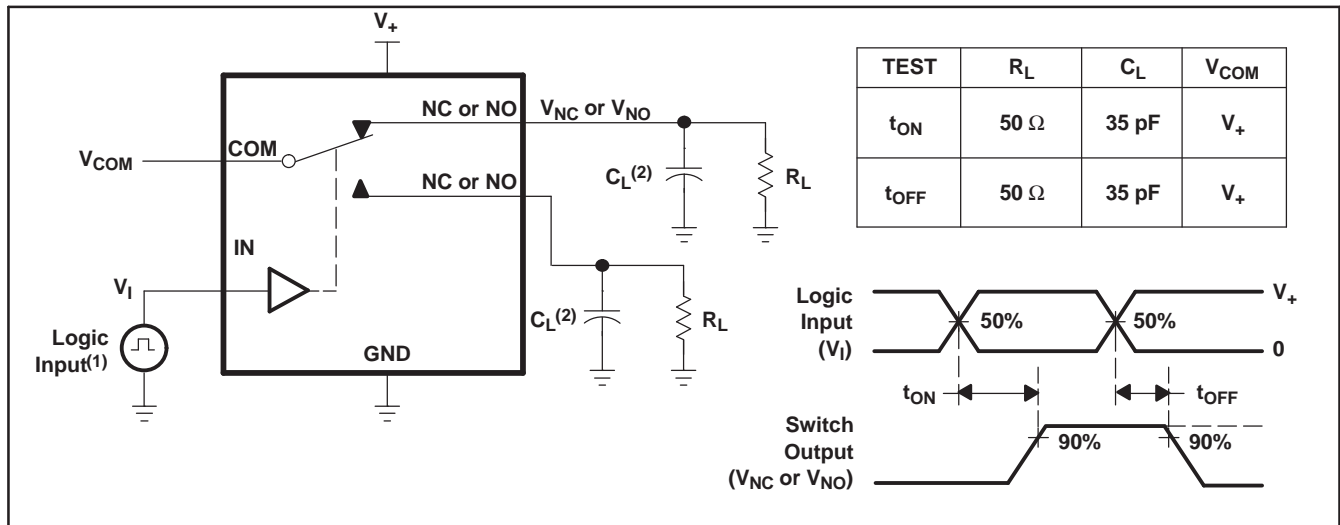 V+
NC or NO
VNC or VNO
COM
VCOM
CL(2)
RL
NC or NO
IN
VI
CL(2)
RL
Logic
Input(1)
GND
TEST RL CL VCOM
tON 50 Ω 35 pF V+
tOFF 50 Ω 35 pF V+
Logic
Input
(VI)
50%
50%
V+
0
tON
tOFF
Switch
Output
(VNC or VNO)
90%
90%